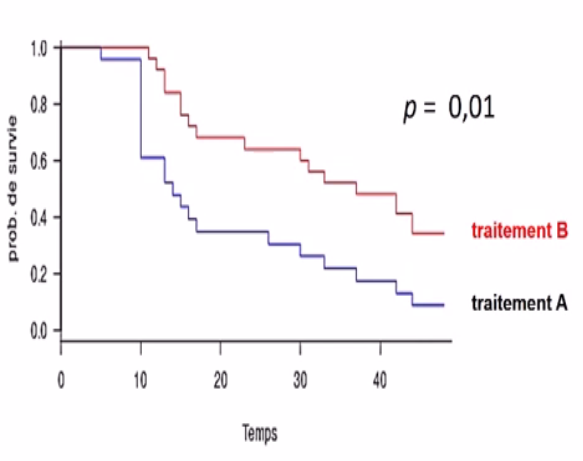 1.0
0.8
0.6
0.4
0.2
0.0
prob. de survie
p = 0,01
traitement B
traitement A
0 10 20 30 40
Temps